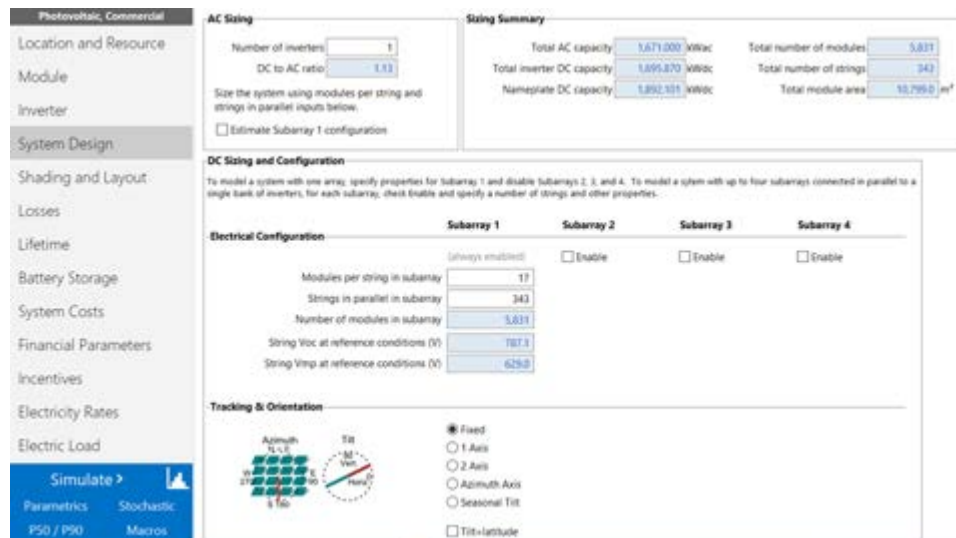 Photovoltaic, Commercial
Location and Resource
Module
Inverter
System Design
Shading and Layout
Losses
Lifetime
Battery Storage
System Costs
Financial Parameters
Incentives
Electricity Rates
Electric Load
Simulate >
Parametrics Stochastic
P50 / P90 Macros
AC Sizing
Number of inverters 1
DC to AC ratio 1.13
Size the system using modules per string and
strings in parallel inputs below.
Estimate Subarray 1 configuration
Sizing Summary
Total AC capacity 1,671.000 kWac Total number of modules 5,831
Total inverter DC capacity 1,695.870 kWdc Total number of strings 343
Nameplate DC capacity 1,892.101 kWdc Total module area 10,799.0 m²
DC Sizing and Configuration
To model a system with one array, specify properties for Subarray 1 and disable Subarrays 2, 3, and 4. To model a sytem with up to four subarrays connected in parallel to a
single bank of inverters, for each subarray, check Enable and specify a number of strings and other properties.
Subarray 1 Subarray 2 Subarray 3 Subarray 4
Electrical Configuration
(always enabled) Enable Enable Enable
Modules per string in subarray 17
Strings in parallel in subarray 343
Number of modules in subarray 5,831
String Voc at reference conditions (V) 787.1
String Vmp at reference conditions (V) 629.0
Tracking & Orientation
Azimuth Tilt
N = 0 90
Vert.
W E
270 90 Horiz.
S 180
Fixed
1 Axis
2 Axis
Azimuth Axis
Seasonal Tilt
Tilt=latitude